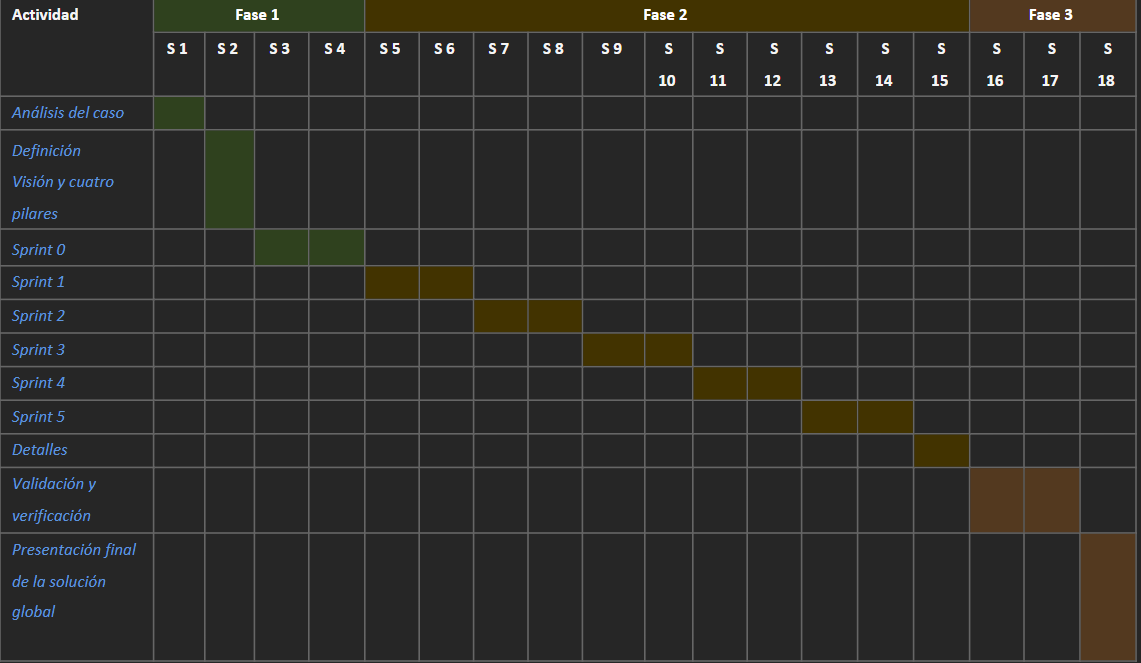 Actividad Fase 1 Fase 2 Fase 3
S 1 S 2 S 3 S 4 S 5 S 6 S 7 S 8 S 9 S 10 S 11 S 12 S 13 S 14 S 15 S 16 S 17 S 18
Análisis del caso
Definición
Visión y cuatro
pilares
Sprint 0
Sprint 1
Sprint 2
Sprint 3
Sprint 4
Sprint 5
Detalles
Validación y
verificación
Presentación final
de la solución
global